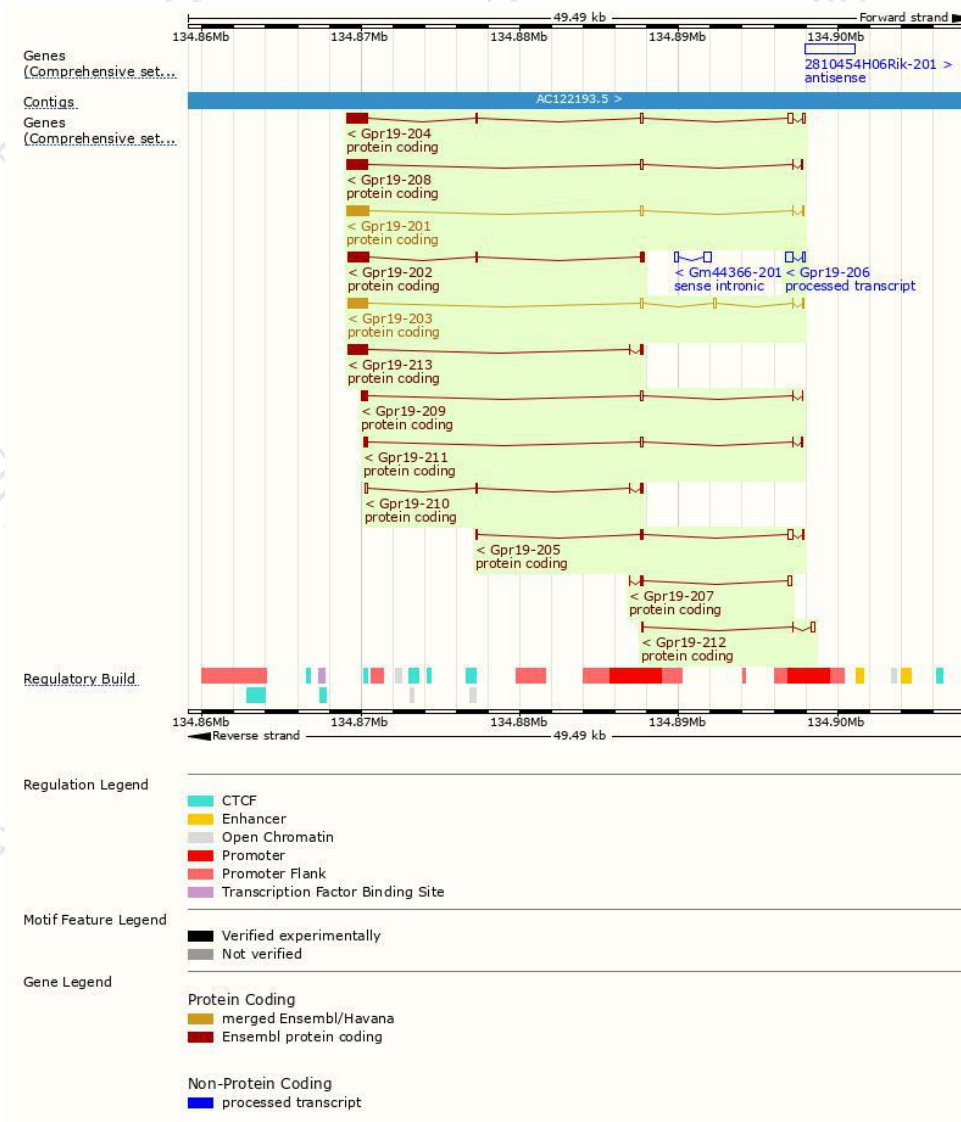 49.49 kb Forward strand
134.86Mb 134.87Mb 134.88Mb 134.89Mb 134.90Mb
Genes
(Comprehensive set...
2810454H06Rik-201 >
antisense
Contigs
AC122193.5 >
Genes
(Comprehensive set...
< Gpr19-204
protein coding
< Gpr19-208
protein coding
< Gpr19-201
protein coding
< Gpr19-202
protein coding
< Gm44366-201
sense intronic
< Gpr19-206
processed transcript
< Gpr19-203
protein coding
< Gpr19-213
protein coding
< Gpr19-209
protein coding
< Gpr19-211
protein coding
< Gpr19-210
protein coding
< Gpr19-205
protein coding
< Gpr19-207
protein coding
< Gpr19-212
protein coding
Regulatory Build
134.86Mb 134.87Mb 134.88Mb 134.89Mb 134.90Mb
Reverse strand 49.49 kb
Regulation Legend
CTCF
Enhancer
Open Chromatin
Promoter
Promoter Flank
Transcription Factor Binding Site
Motif Feature Legend
Verified experimentally
Not verified
Gene Legend
Protein Coding
merged Ensembl/Havana
Ensembl protein coding
Non-Protein Coding
processed transcript